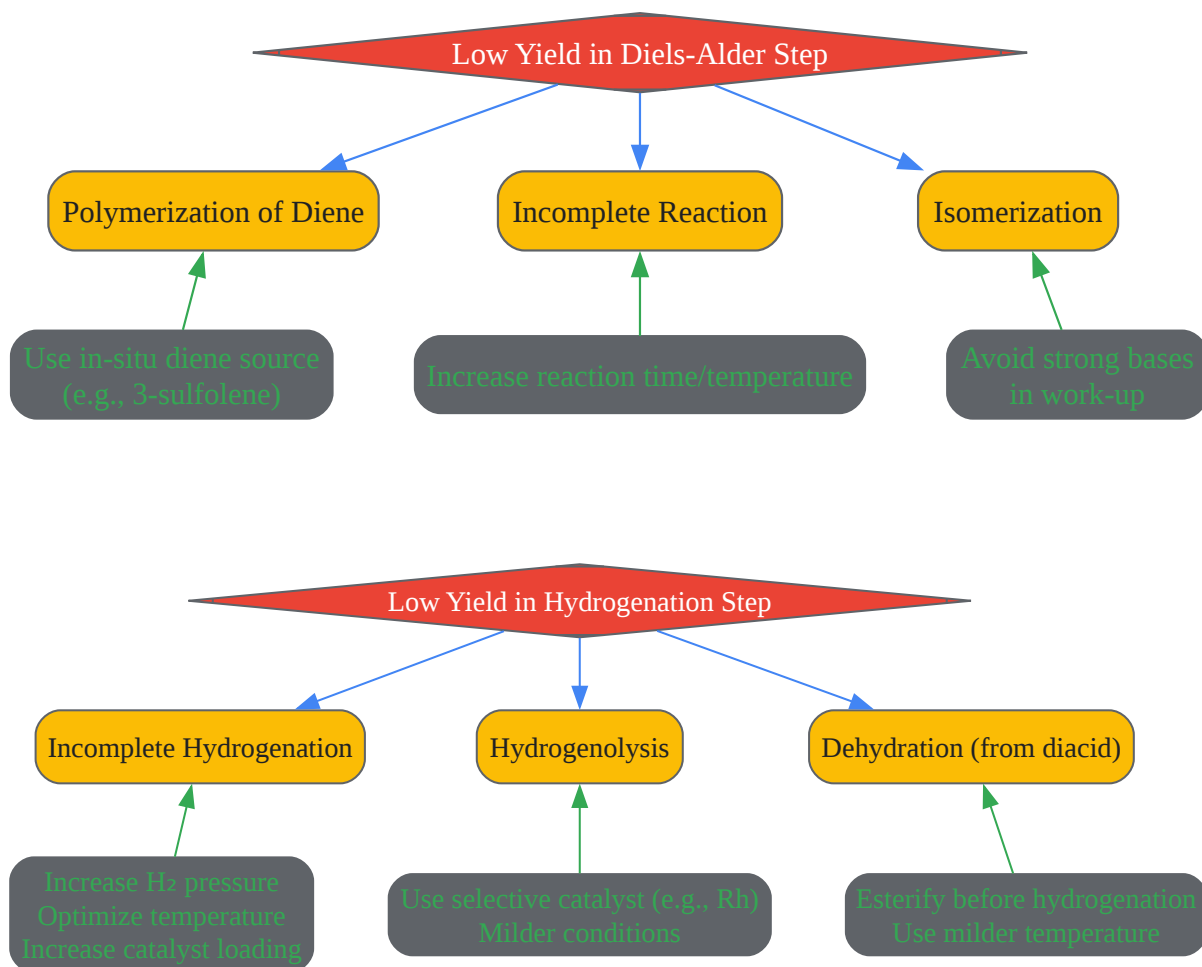 Low Yield in Diels-Alder Step
Polymerization of Diene
Incomplete Reaction
Isomerization
Use in-situ diene source
(e.g., 3-sulfolene)
Increase reaction time/temperature
Avoid strong bases
in work-up
Low Yield in Hydrogenation Step
Incomplete Hydrogenation
Hydrogenolysis
Dehydration (from diacid)
Increase H₂ pressure
Optimize temperature
Increase catalyst loading
Use selective catalyst (e.g., Rh)
Milder conditions
Esterify before hydrogenation
Use milder temperature